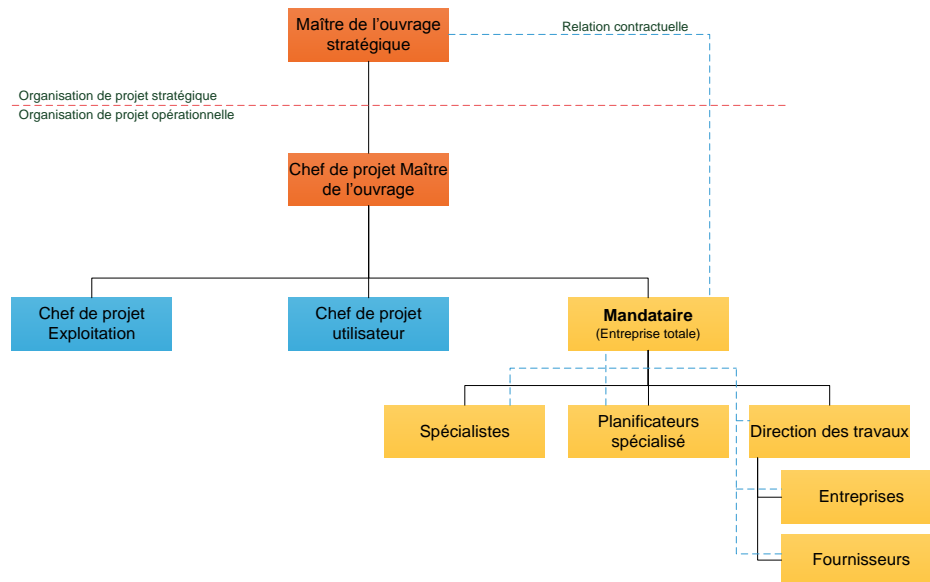 Maître de l'ouvrage
stratégique
Relation contractuelle
Organisation de projet stratégique
Organisation de projet opérationnelle
Chef de projet Maître
de l'ouvrage
Chef de projet
Exploitation
Chef de projet
utilisateur
Mandataire
(Entreprise totale)
Spécialistes
Planificateurs
spécialisé
Direction des travaux
Entreprises
Fournisseurs